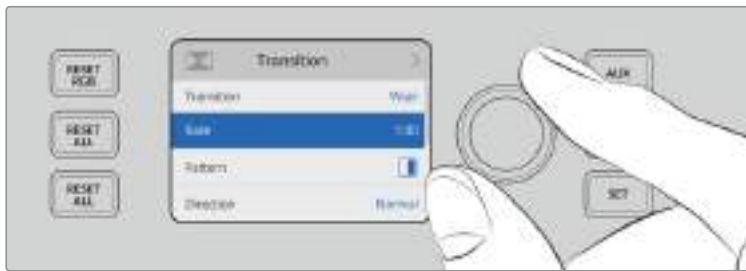 RESET
RGB
RESET
ALL
RESET
ALL
Transition
Transition Wipe
Rate 1:00
Pattern
Direction Normal
AUX
SET